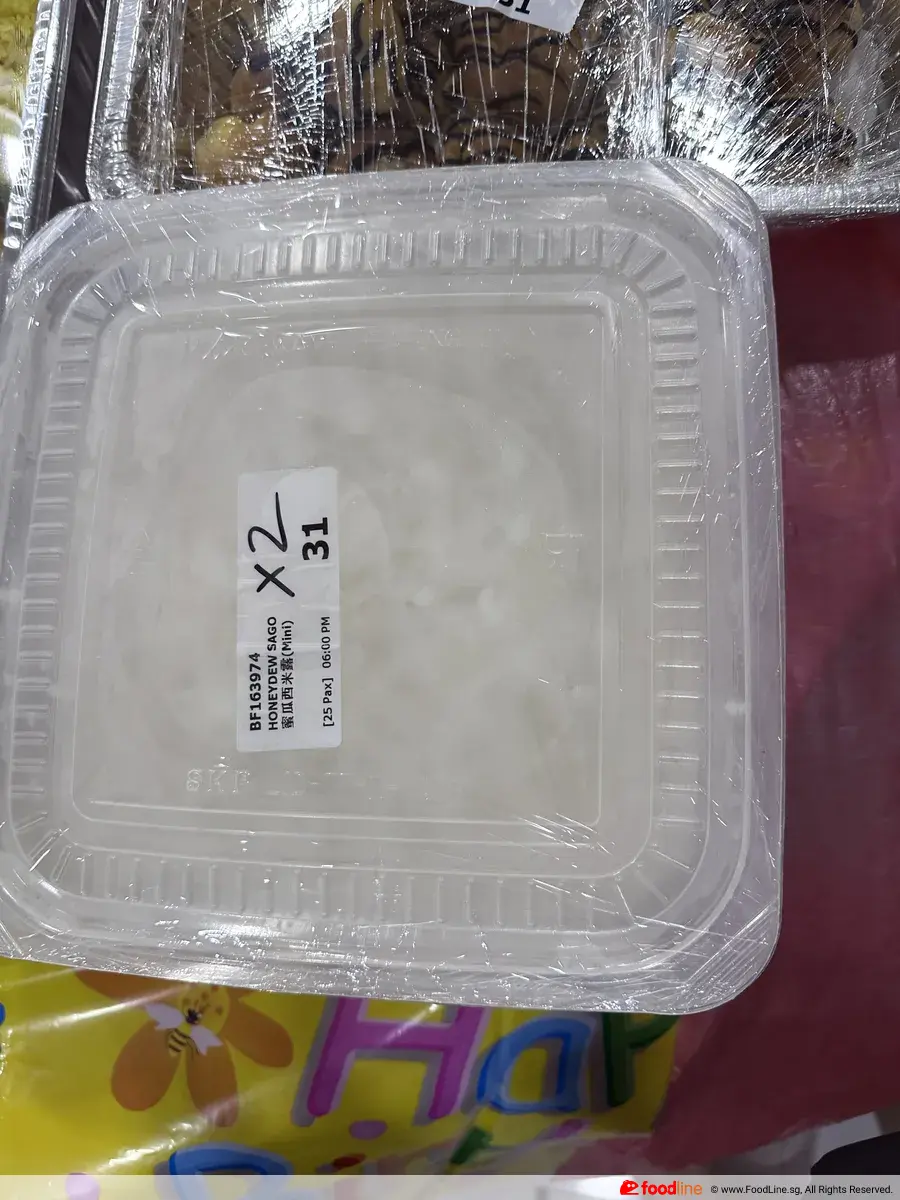 31
BF163974
HONEYDEW SAGO
蜜瓜西米露(Mini)
[25 Pax] 06:00 PM
X2
31
Hap
foodline © www.FoodLine.sg, All Rights Reserved.